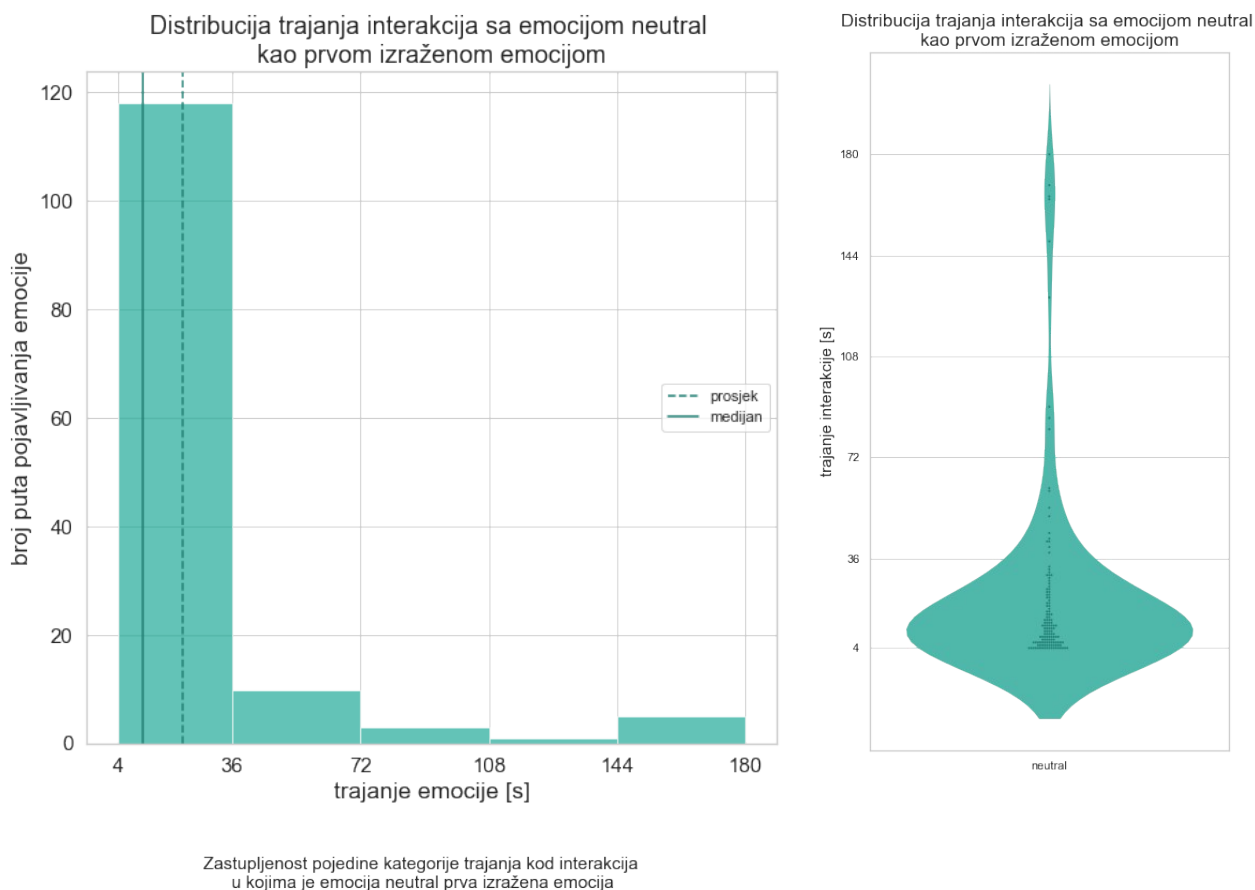 Distribucija trajanja interakcija sa emocijom neutral
kao prvom izraženom emocijom
broj puta pojavljivanja emocije
120
100
80
60
40
20
0
4
36
72
108
144
180
trajanje emocije [s]
prosjek
medijan
Distribucija trajanja interakcija sa emocijom neutral
kao prvom izraženom emocijom
trajanje interakcije [s]
180
144
108
72
36
4
neutral
Zastupljenost pojedine kategorije trajanja kod interakcija
u kojima je emocija neutral prva izražena emocija